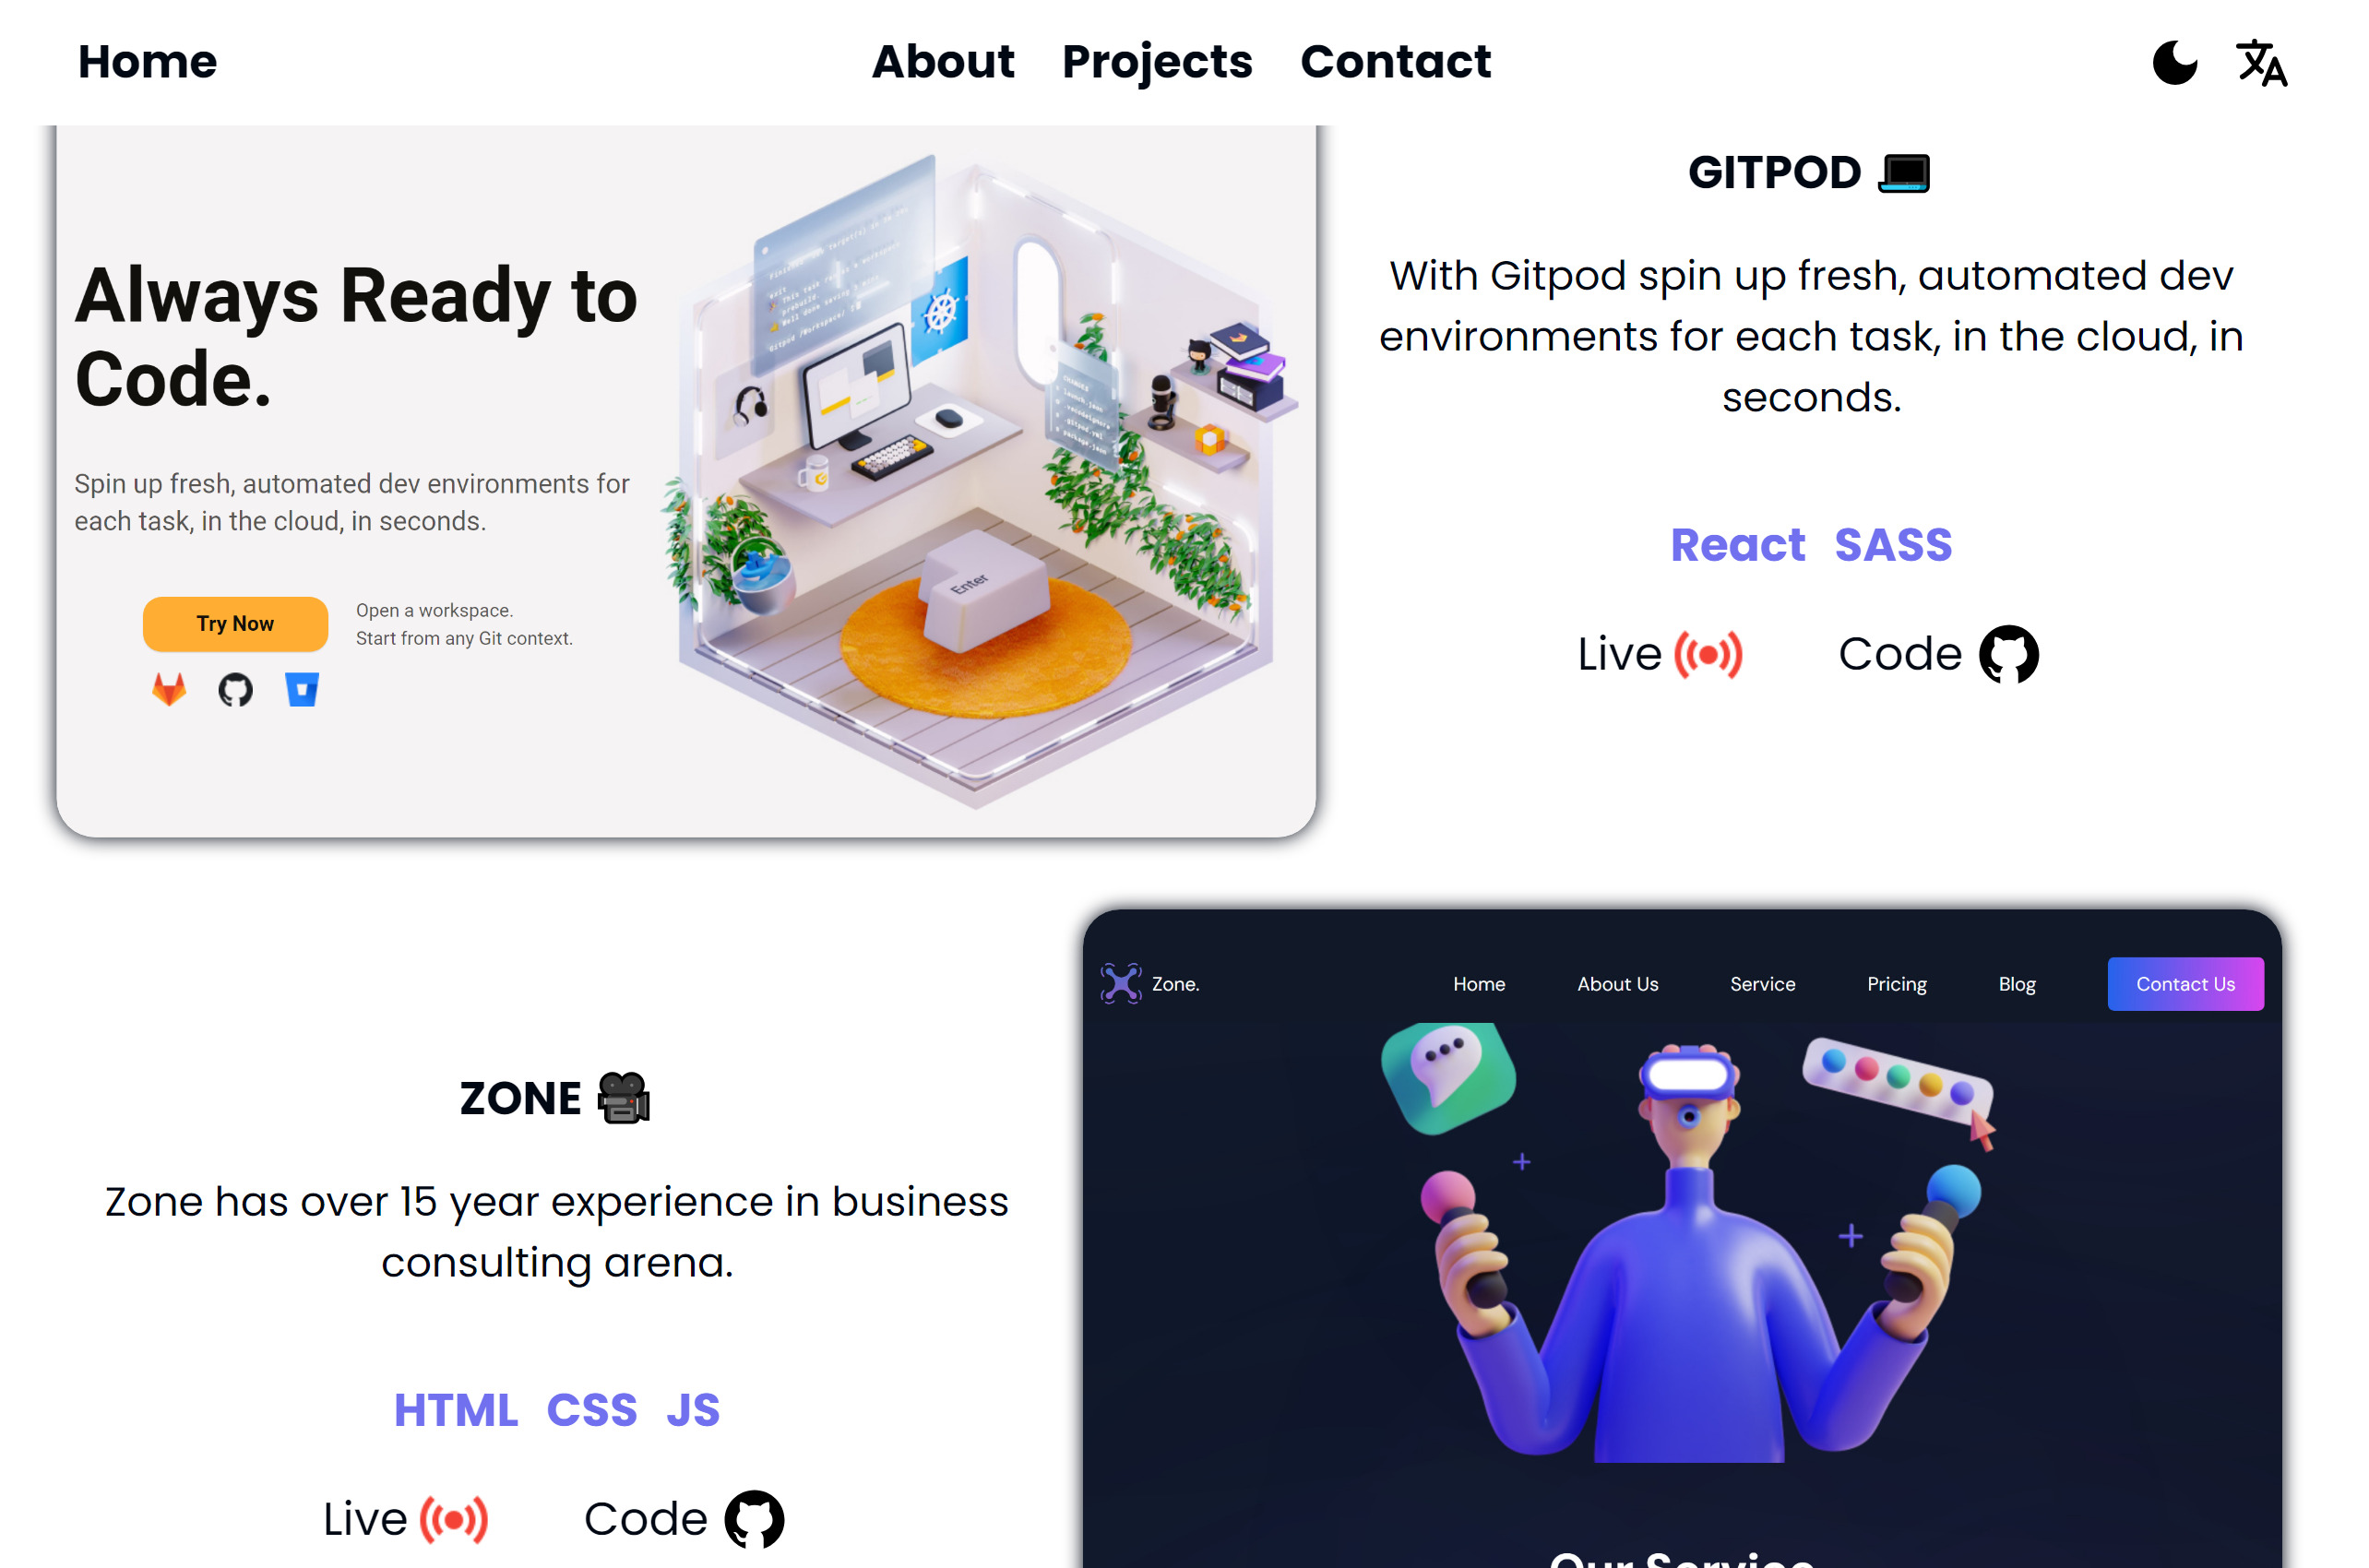 Home
About Projects Contact
Always Ready to
Code.
Spin up fresh, automated dev environments for
each task, in the cloud, in seconds.
Try Now
Open a workspace.
Start from any Git context.
Enter
GITPOD
With Gitpod spin up fresh, automated dev
environments for each task, in the cloud, in
seconds.
React SASS
Live
Code
ZONE
Zone has over 15 year experience in business
consulting arena.
HTML CSS JS
Live
Code
Zone.
Home About Us Service Pricing Blog Contact Us
Our Service